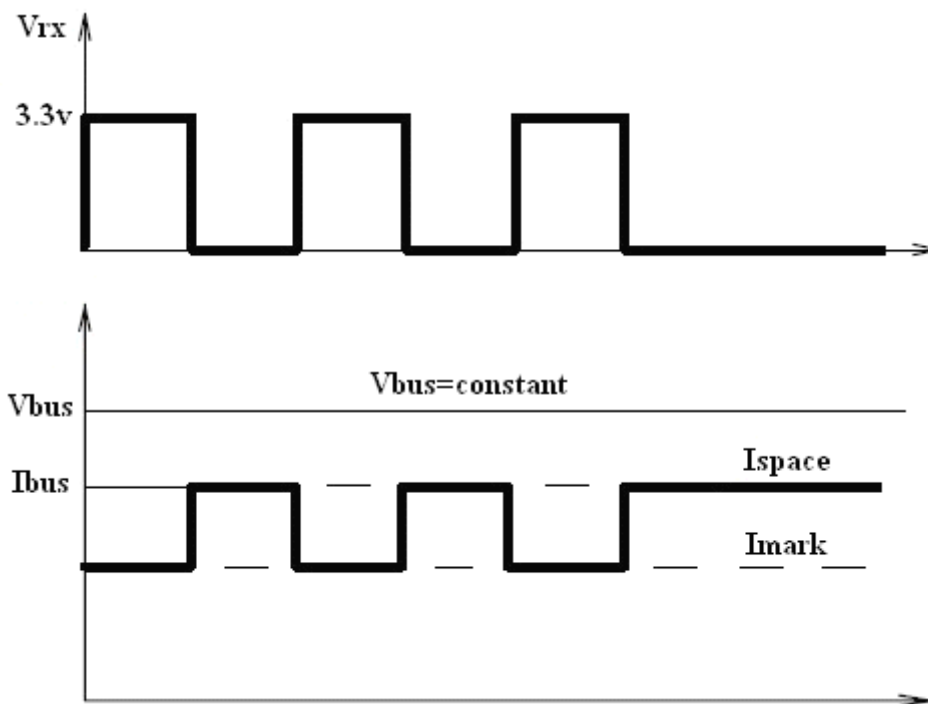 Vrx
3.3v
Vbus=constant
Vbus
Ispace
Ibus
Imark